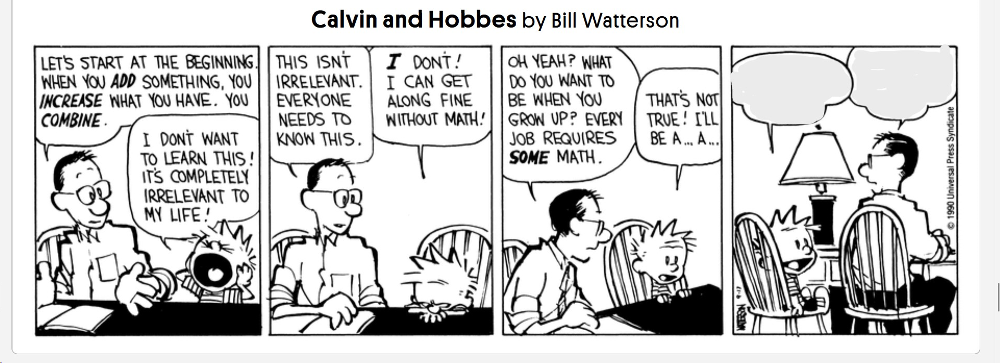 Calvin and Hobbes by Bill Watterson
LET'S START AT THE BEGINNING.
WHEN YOU ADD SOMETHING, YOU
INCREASE WHAT YOU HAVE. YOU
COMBINE.
I DON'T WANT
TO LEARN THIS!
IT'S COMPLETELY
IRRELEVANT TO
MY LIFE!
THIS ISN'T
IRRELEVANT.
EVERYONE
NEEDS TO
KNOW THIS.
I DON'T!
I CAN GET
ALONG FINE
WITHOUT MATH!
OH YEAH? WHAT
DO YOU WANT TO
BE WHEN YOU
GROW UP? EVERY
JOB REQUIRES
SOME MATH.
THAT'S NOT
TRUE! I'LL
BE A... A...
© 1990 Universal Press Syndicate
WATTERSON 9-17